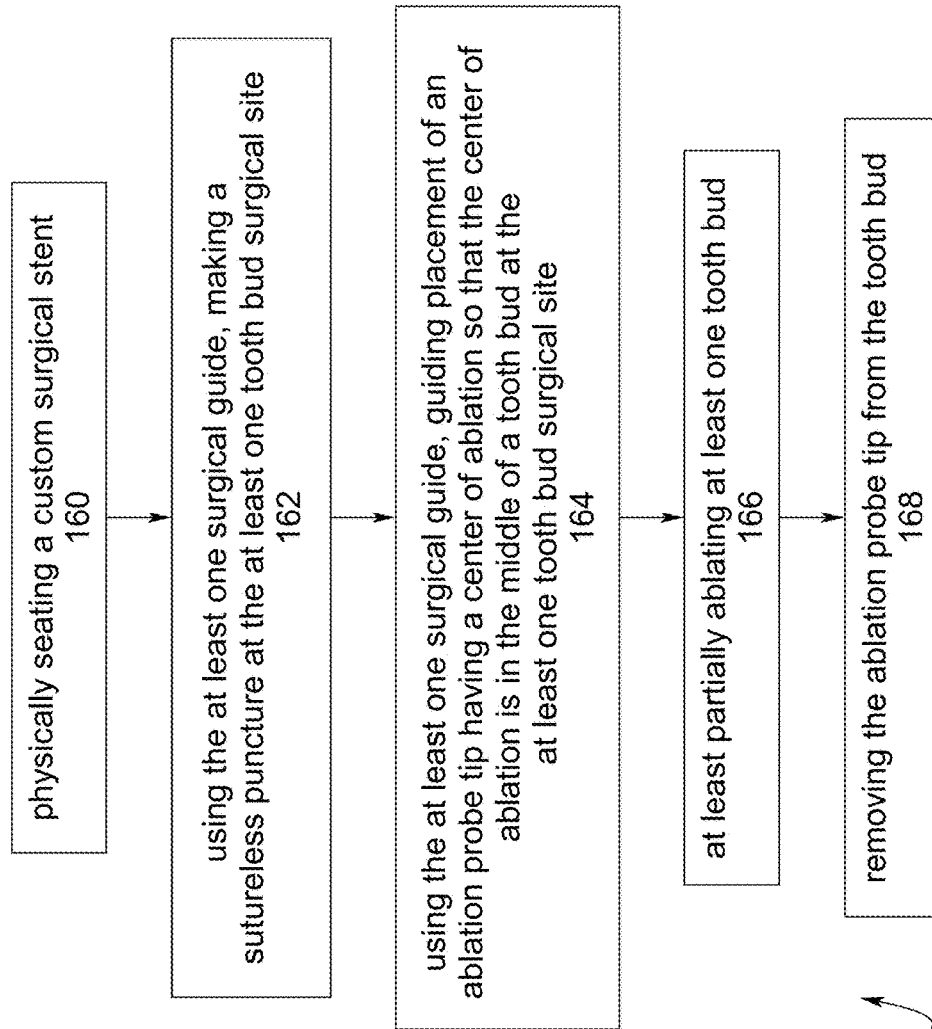 physically seating a custom surgical stent
160
using the at least one surgical guide, making a
sutureless puncture at the at least one tooth bud surgical site
162
using the at least one surgical guide, guiding placement of an
ablation probe tip having a center of ablation so that the center of
ablation is in the middle of a tooth bud at the
at least one tooth bud surgical site
164
at least partially ablating at least one tooth bud
166
removing the ablation probe tip from the tooth bud
168